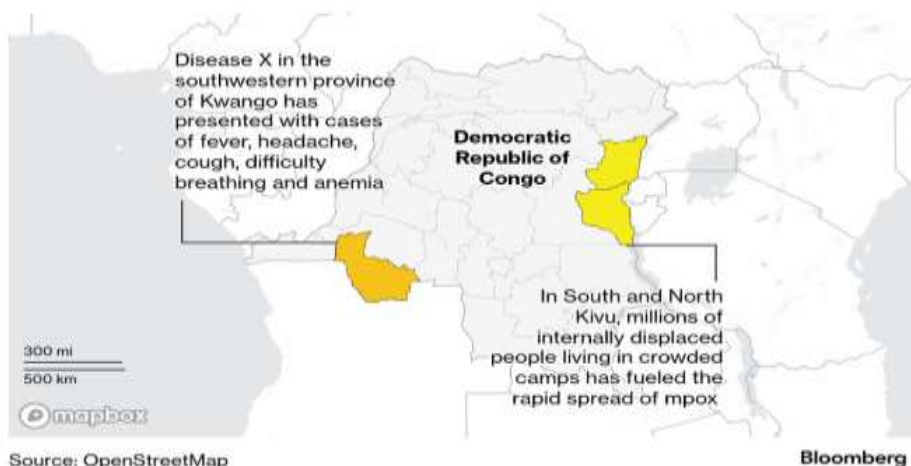 Disease X in the
southwestern province
of Kwango has
presented with cases
of fever, headache,
cough, difficulty
breathing and anemia
Democratic
Republic of
Congo
In South and North
Kivu, millions of
internally displaced
people living in crowded
camps has fueled the
rapid spread of mpox
300 mi
500 km
mapbox
Source: OpenStreetMap
Bloomberg